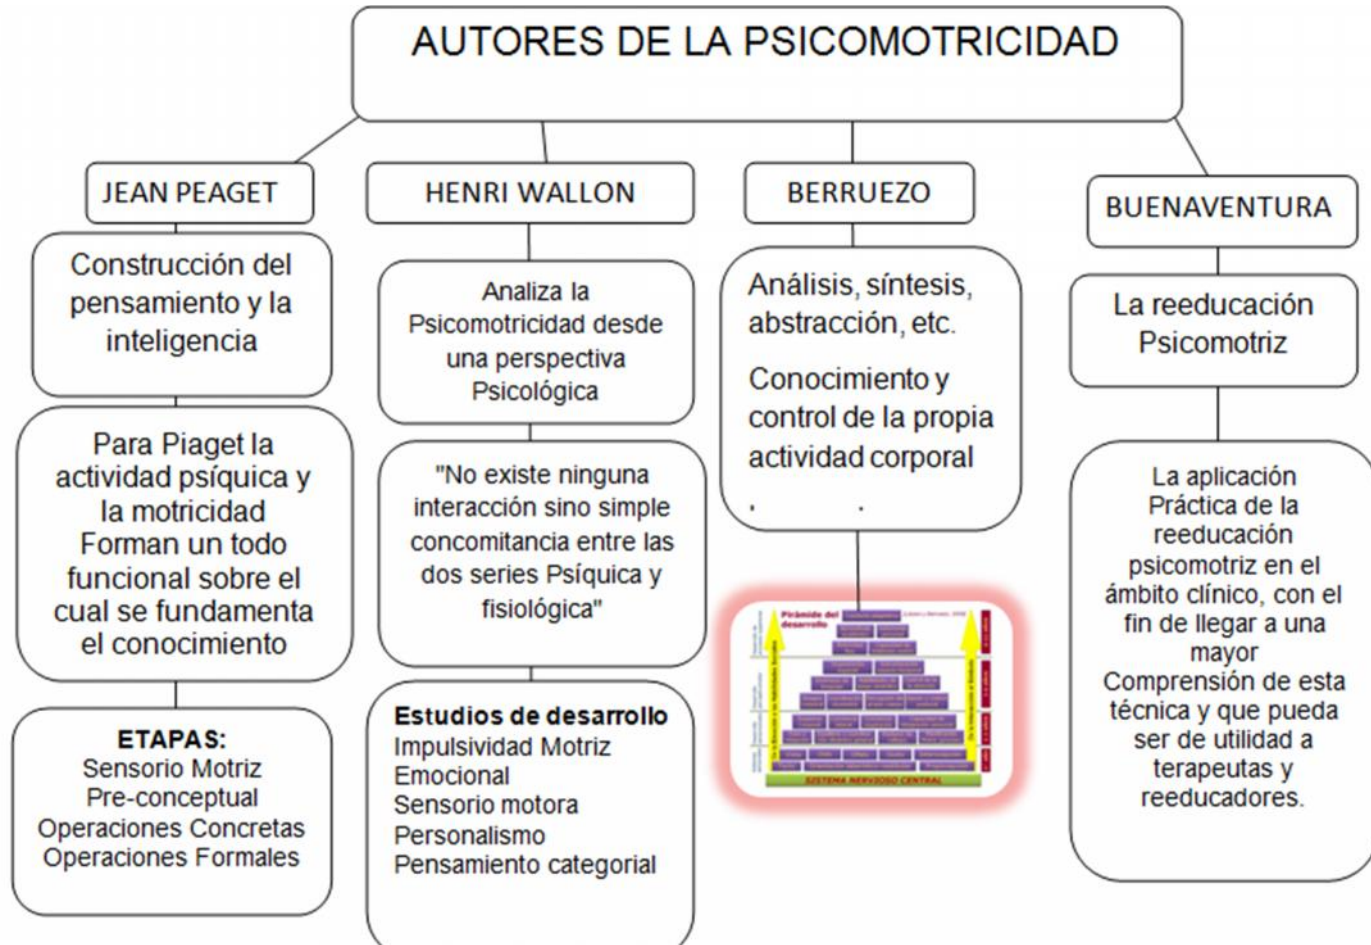 AUTORES DE LA PSICOMOTRICIDAD
JEAN PEAGET
Construcción del
pensamiento y la
inteligencia
Para Piaget la
actividad psíquica y
la motricidad
Forman un todo
funcional sobre el
cual se fundamenta
el conocimiento
ETAPAS:
Sensorio Motriz
Pre-conceptual
Operaciones Concretas
Operaciones Formales
HENRI WALLON
Analiza la
Psicomotricidad desde
una perspectiva
Psicológica
"No existe ninguna
interacción sino simple
concomitancia entre las
dos series Psíquica y
fisiológica"
Estudios de desarrollo
Impulsividad Motriz
Emocional
Sensorio motora
Personalismo
Pensamiento categorial
BERRUEZO
Análisis, síntesis,
abstracción, etc.
Conocimiento y
control de la propia
actividad corporal
Pirámide del
desarrollo
SISTEMA NERVIOSO CENTRAL
BUENAVENTURA
La reeducación
Psicomotriz
La aplicación
Práctica de la
reeducación
psicomotriz en el
ámbito clínico, con el
fin de llegar a una
mayor
Comprensión de esta
técnica y que pueda
ser de utilidad a
terapeutas y
reeducadores.